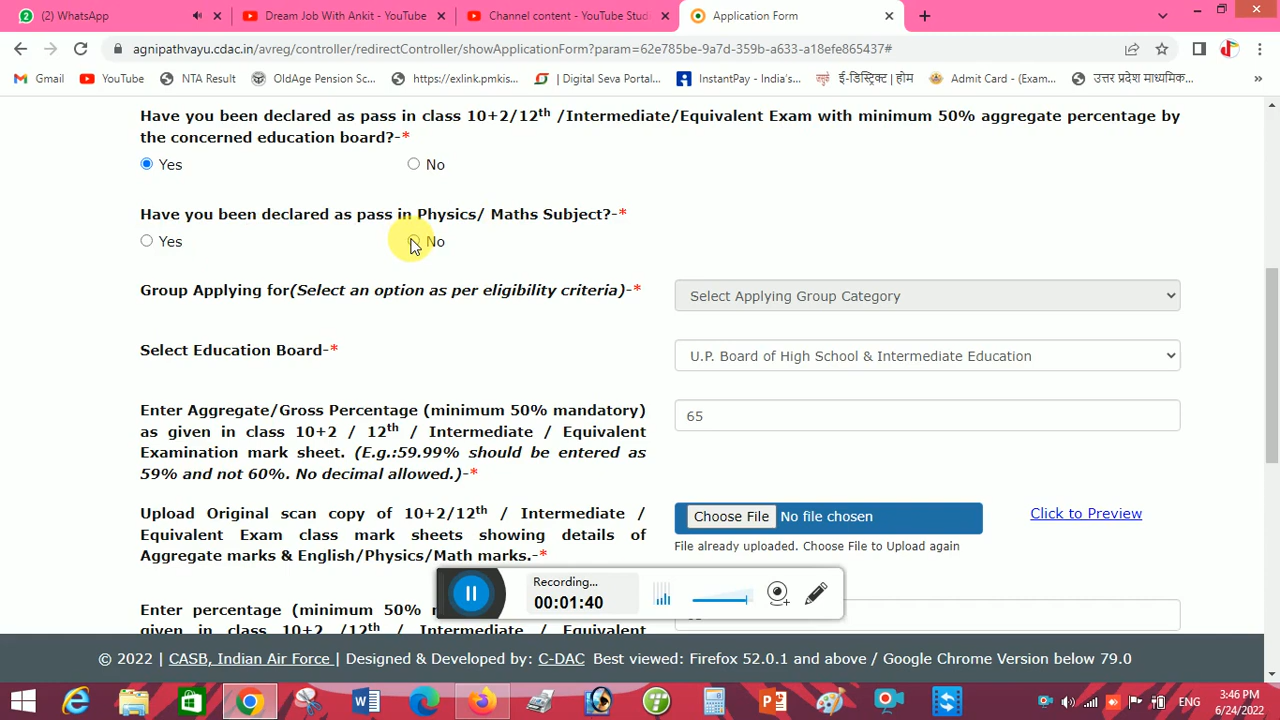 (2) WhatsApp
Dream Job With Ankit - YouTube
Channel content - YouTube Stud
Application Form
agnipathvayu.cdac.in/avreg/controller/redirectController/showApplicationForm?param=62e785be-9a7d-359b-a633-a18efe865437#
Gmail
YouTube
NTA Result
OldAge Pension Sc...
https://exlink.pmkis...
| Digital Seva Portal...
InstantPay - India's...
ई-डिस्ट्रिक्ट | होम
Admit Card - (Exam...
उत्तर प्रदेश माध्यमिक...
»
Have you been declared as pass in class 10+2/12th /Intermediate/Equivalent Exam with minimum 50% aggregate percentage by
the concerned education board?-*
Yes
No
Have you been declared as pass in Physics/ Maths Subject?-*
Yes
No
Group Applying for(Select an option as per eligibility criteria)-*
Select Applying Group Category
Select Education Board-*
U.P. Board of High School & Intermediate Education
Enter Aggregate/Gross Percentage (minimum 50% mandatory)
as given in class 10+2 / 12th / Intermediate / Equivalent
Examination mark sheet. (E.g.:59.99% should be entered as
59% and not 60%. No decimal allowed.)-*
65
Upload Original scan copy of 10+2/12th / Intermediate /
Equivalent Exam class mark sheets showing details of
Aggregate marks & English/Physics/Math marks.-*
Choose File No file chosen
Click to Preview
File already uploaded. Choose File to Upload again
Recording...
00:01:40
Enter percentage (minimum 50%
given in class 10+2 /12th / Intermediate / Equivalent
© 2022 | CASB, Indian Air Force | Designed & Developed by: C-DAC Best viewed: Firefox 52.0.1 and above / Google Chrome Version below 79.0
ENG
3:46 PM
6/24/2022